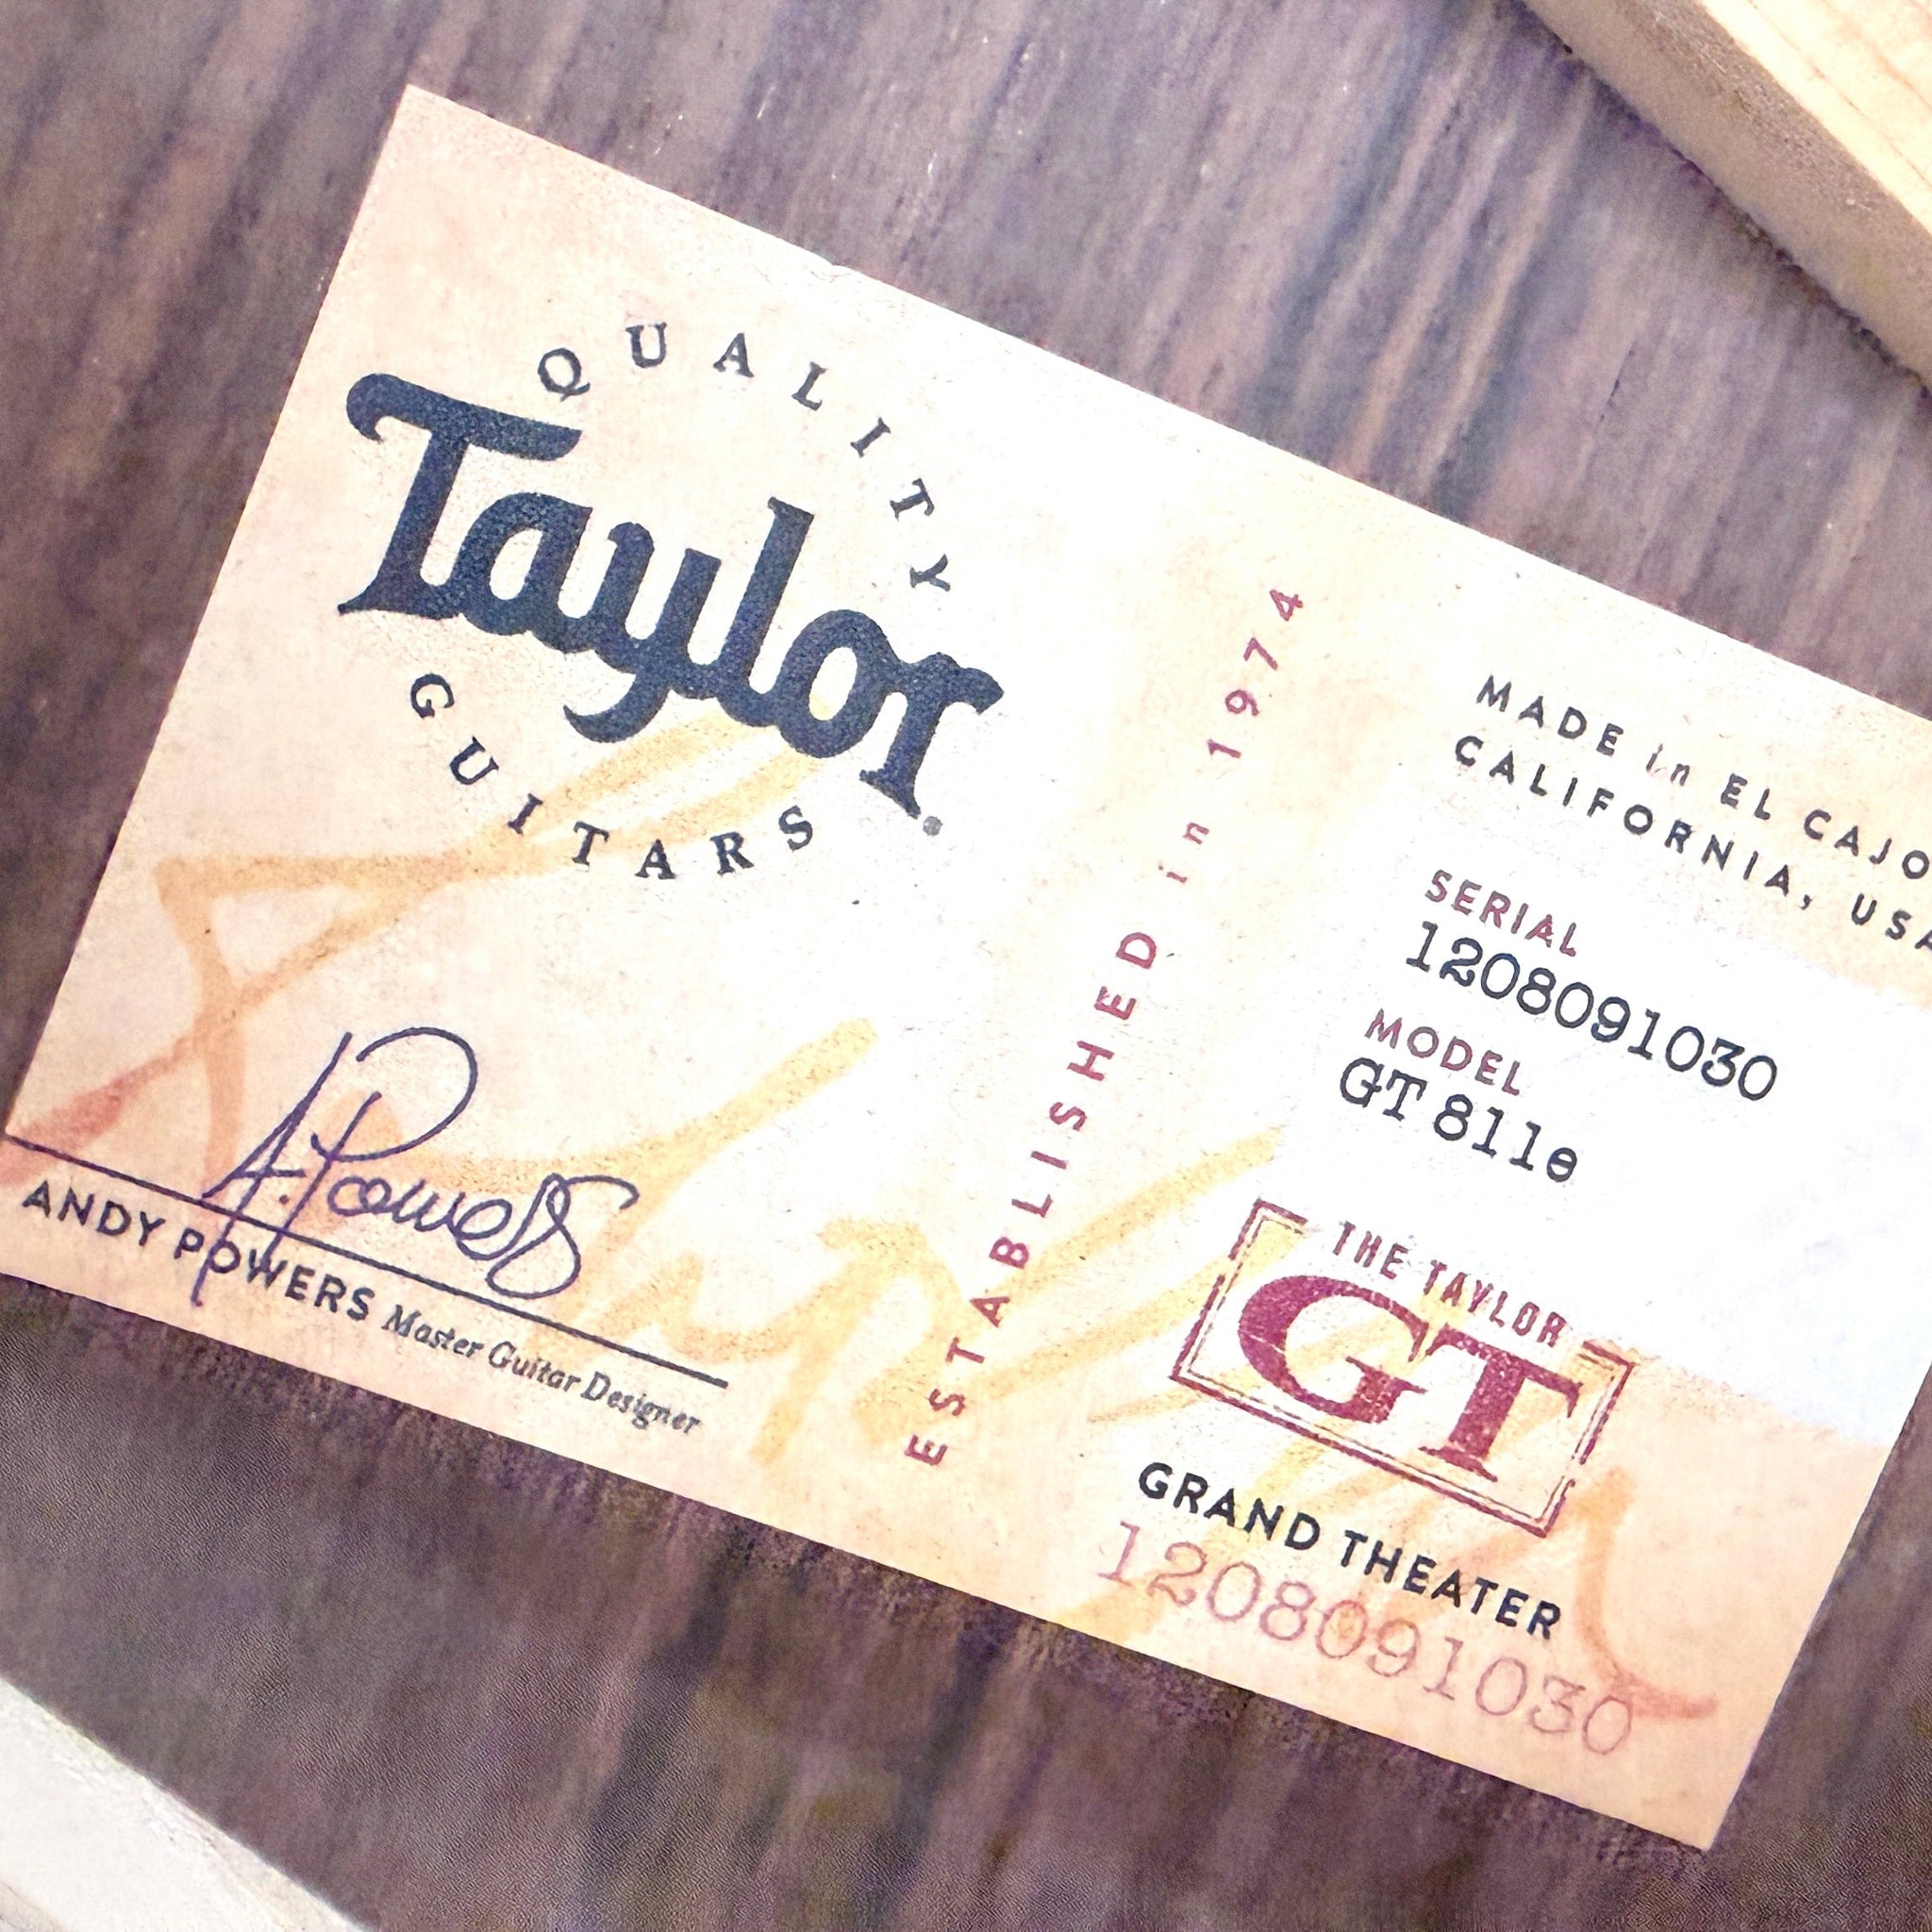 QUALITY
Taylor
GUITARS
A. Powers
ANDY POWERS Master Guitar Designer
ESTABLISHED in 1974
MADE in EL CAJO
CALIFORNIA, USA
SERIAL
1208091030
MODEL
GT 811e
THE TAYLOR
GT
GRAND THEATER
1208091030